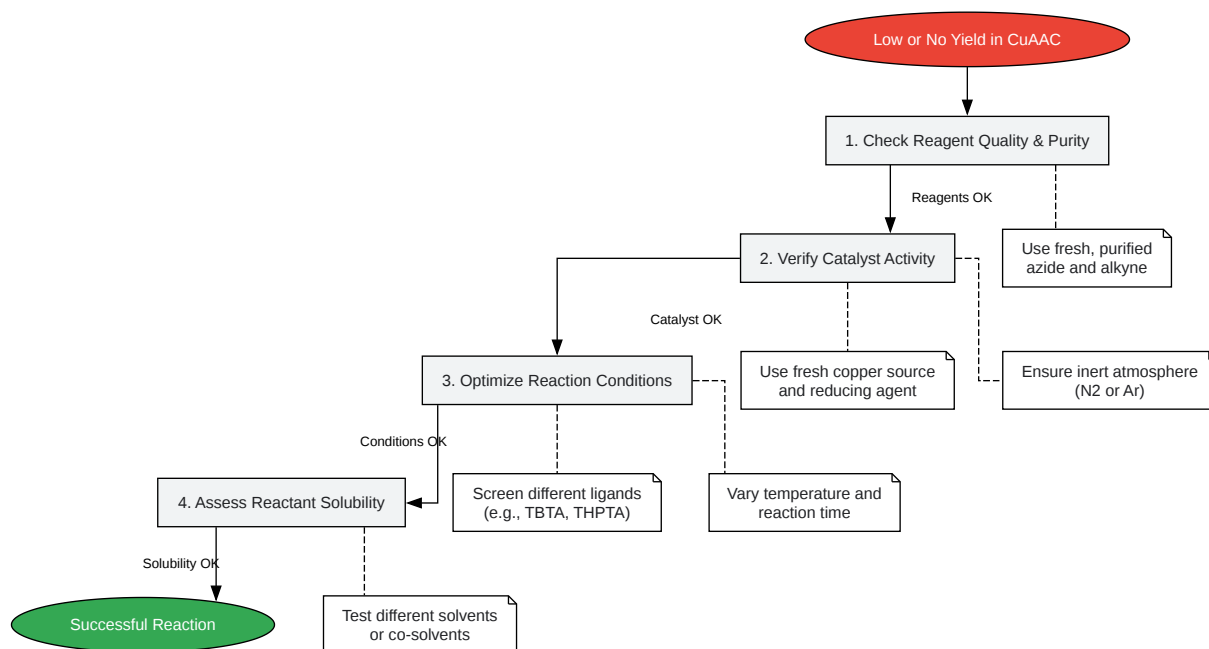 Low or No Yield in CuAAC
1. Check Reagent Quality & Purity
Reagents OK
Use fresh, purified
azide and alkyne
2. Verify Catalyst Activity
Catalyst OK
Use fresh copper source
and reducing agent
Ensure inert atmosphere
(N2 or Ar)
3. Optimize Reaction Conditions
Conditions OK
Screen different ligands
(e.g., TBTA, THPTA)
Vary temperature and
reaction time
4. Assess Reactant Solubility
Solubility OK
Test different solvents
or co-solvents
Successful Reaction